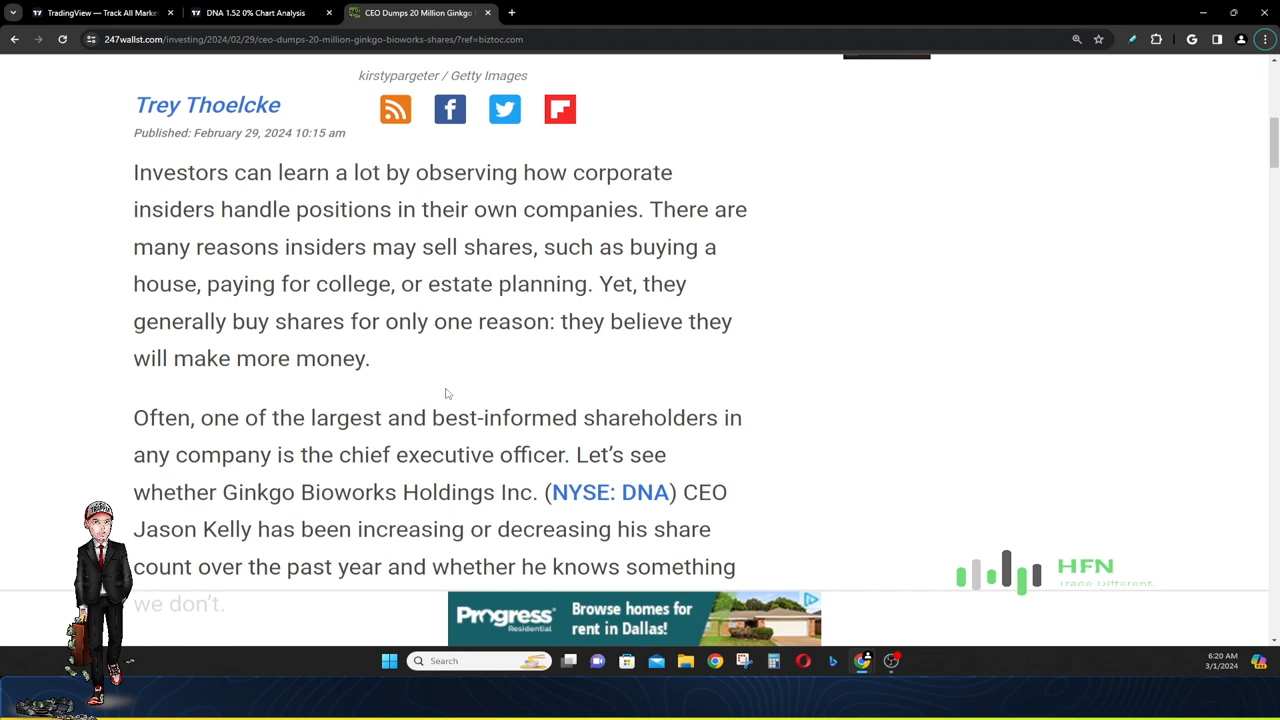 TradingView — Track All Market
DNA 1.52 0% Chart Analysis
CEO Dumps 20 Million Ginkgo
247wallst.com/investing/2024/02/29/ceo-dumps-20-million-ginkgo-bioworks-shares/?ref=biztoc.com
kirstypargeter / Getty Images
Trey Thoelcke
Published: February 29, 2024 10:15 am
Investors can learn a lot by observing how corporate
insiders handle positions in their own companies. There are
many reasons insiders may sell shares, such as buying a
house, paying for college, or estate planning. Yet, they
generally buy shares for only one reason: they believe they
will make more money.
Often, one of the largest and best-informed shareholders in
any company is the chief executive officer. Let's see
whether Ginkgo Bioworks Holdings Inc. (NYSE: DNA) CEO
Jason Kelly has been increasing or decreasing his share
count over the past year and whether he knows something
we don't.
HFN
Trade Different.
Progress
Residential
Browse homes for
rent in Dallas!
Search
6:20 AM
3/1/2024